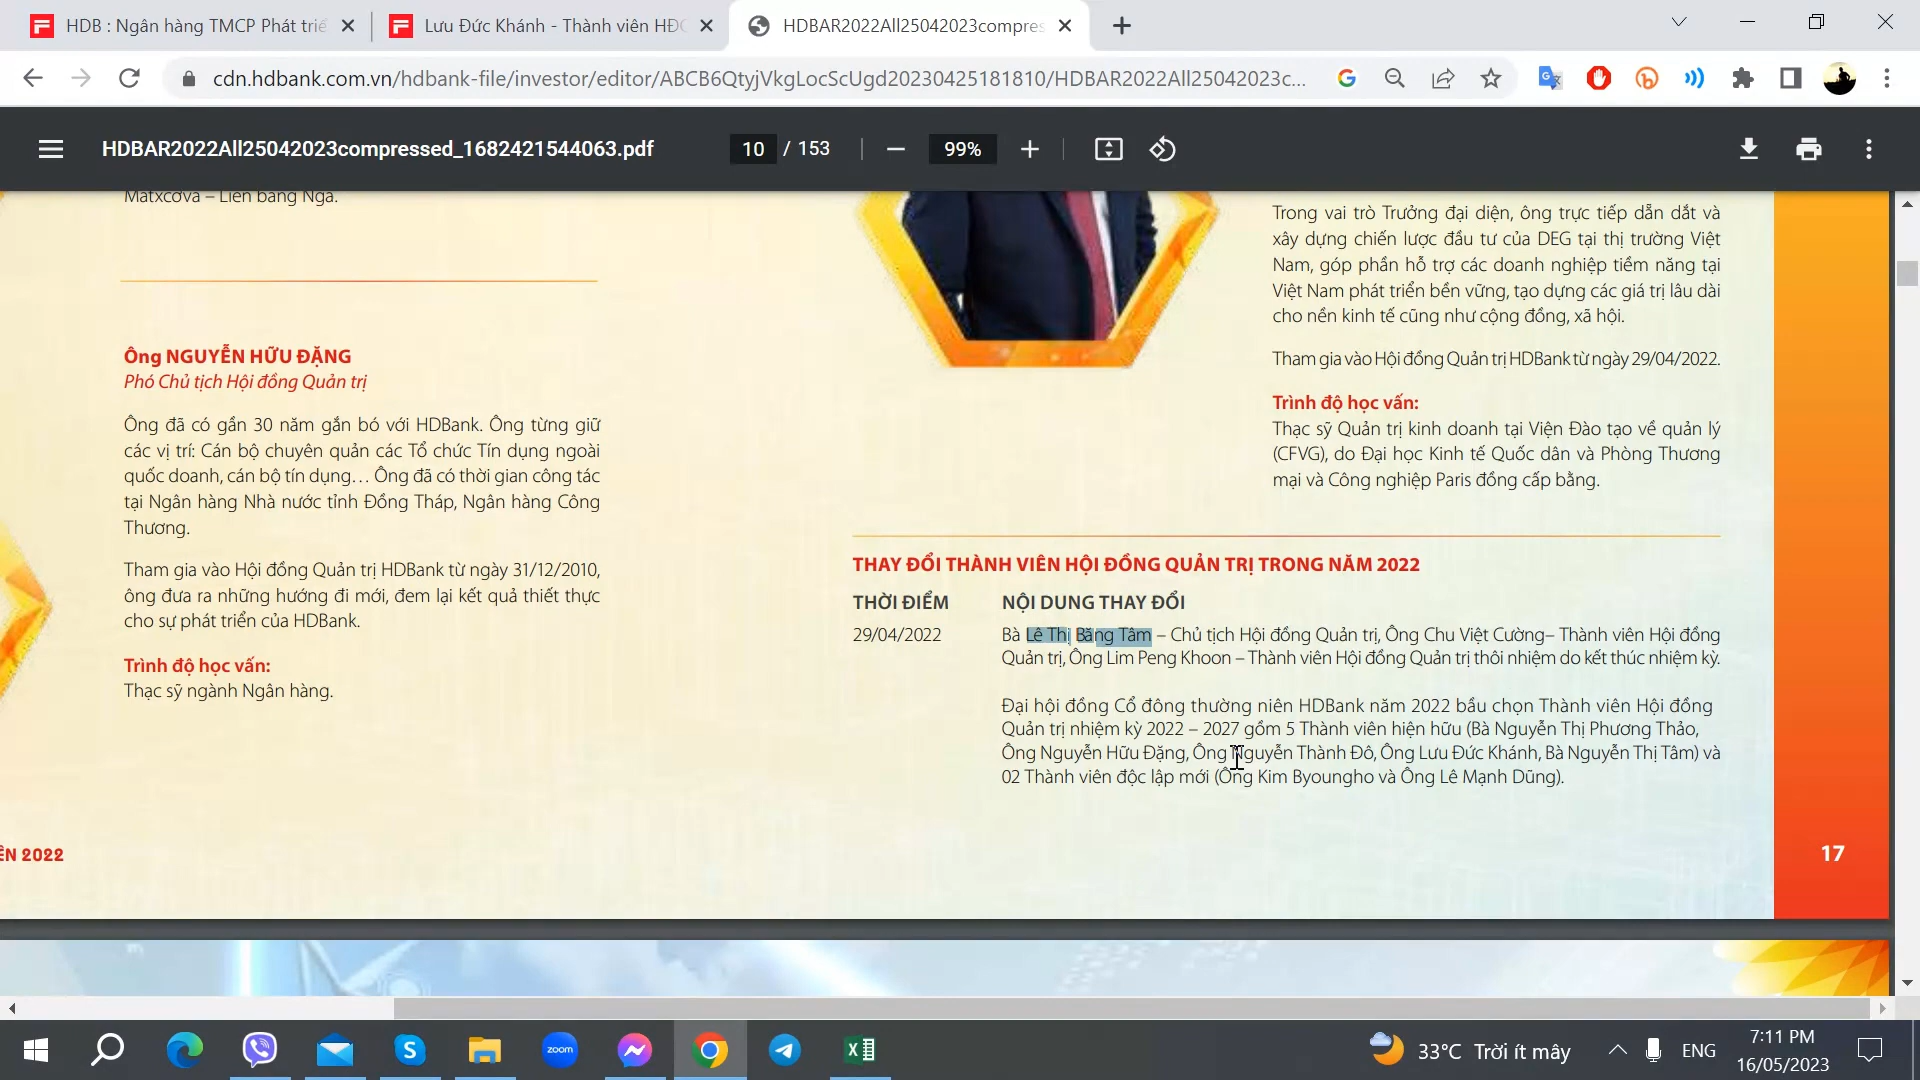 HDB : Ngân hàng TMCP Phát triể
Lưu Đức Khánh - Thành viên HĐQ
HDBAR2022All25042023compres
cdn.hdbank.com.vn/hdbank-file/investor/editor/ABCB6QtyjVkgLocScUgd20230425181810/HDBAR2022All25042023c...
HDBAR2022All25042023compressed_1682421544063.pdf
10 / 153
99%
Matxcơva – Liên bang Nga.
Ông NGUYỄN HỮU ĐẶNG
Phó Chủ tịch Hội đồng Quản trị
Ông đã có gần 30 năm gắn bó với HDBank. Ông từng giữ
các vị trí: Cán bộ chuyên quản các Tổ chức Tín dụng ngoài
quốc doanh, cán bộ tín dụng… Ông đã có thời gian công tác
tại Ngân hàng Nhà nước tỉnh Đồng Tháp, Ngân hàng Công
Thương.
Tham gia vào Hội đồng Quản trị HDBank từ ngày 31/12/2010,
ông đưa ra những hướng đi mới, đem lại kết quả thiết thực
cho sự phát triển của HDBank.
Trình độ học vấn:
Thạc sỹ ngành Ngân hàng.
ÊN 2022
Trong vai trò Trưởng đại diện, ông trực tiếp dẫn dắt và
xây dựng chiến lược đầu tư của DEG tại thị trường Việt
Nam, góp phần hỗ trợ các doanh nghiệp tiềm năng tại
Việt Nam phát triển bền vững, tạo dựng các giá trị lâu dài
cho nền kinh tế cũng như cộng đồng, xã hội.
Tham gia vào Hội đồng Quản trị HDBank từ ngày 29/04/2022.
Trình độ học vấn:
Thạc sỹ Quản trị kinh doanh tại Viện Đào tạo về quản lý
(CFVG), do Đại học Kinh tế Quốc dân và Phòng Thương
mại và Công nghiệp Paris đồng cấp bằng.
THAY ĐỔI THÀNH VIÊN HỘI ĐỒNG QUẢN TRỊ TRONG NĂM 2022
THỜI ĐIỂM NỘI DUNG THAY ĐỔI
29/04/2022 Bà Lê Thị Băng Tâm – Chủ tịch Hội đồng Quản trị, Ông Chu Việt Cường– Thành viên Hội đồng
Quản trị, Ông Lim Peng Khoon – Thành viên Hội đồng Quản trị thôi nhiệm do kết thúc nhiệm kỳ.
Đại hội đồng Cổ đông thường niên HDBank năm 2022 bầu chọn Thành viên Hội đồng
Quản trị nhiệm kỳ 2022 – 2027 gồm 5 Thành viên hiện hữu (Bà Nguyễn Thị Phương Thảo,
Ông Nguyễn Hữu Đặng, Ông Nguyễn Thành Đô, Ông Lưu Đức Khánh, Bà Nguyễn Thị Tâm) và
02 Thành viên độc lập mới (Ông Kim Byoungho và Ông Lê Mạnh Dũng).
17
zoom
33°C Trời ít mây
ENG
7:11 PM
16/05/2023